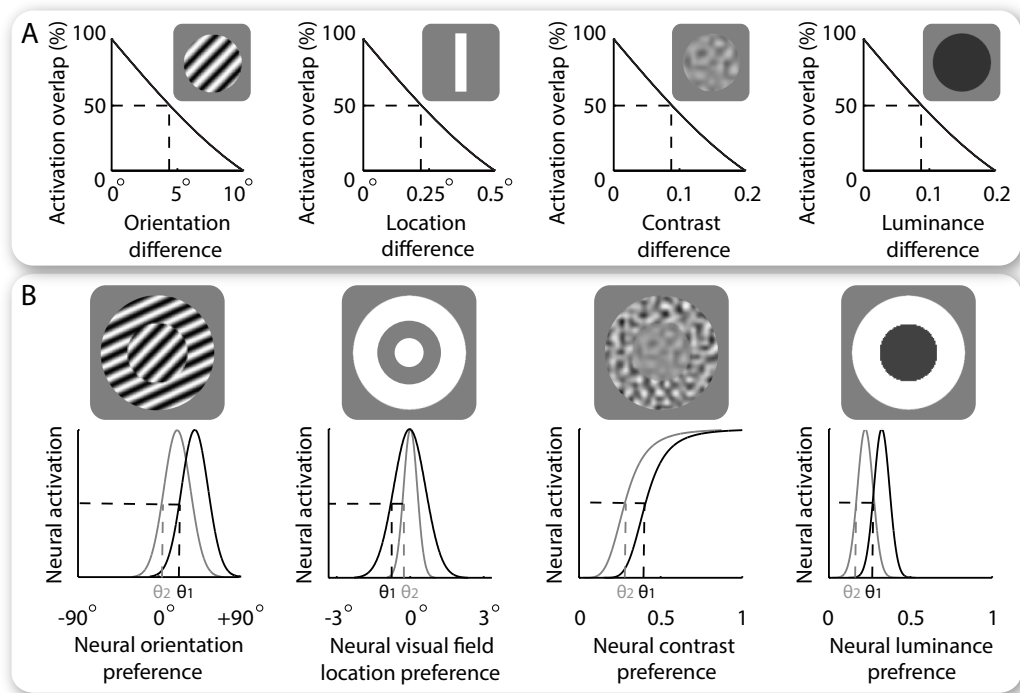 A
Activation overlap (%)
100
50
0°
5°
10°
Orientation
difference
Activation overlap (%)
100
50
0°
0.25°
0.5°
Location
difference
Activation overlap (%)
100
50
0
0.1
0.2
Contrast
difference
Activation overlap (%)
100
50
0
0.1
0.2
Luminance
difference
B
Neural activation
θ2 θ1
-90° 0° +90°
Neural orientation
preference
Neural activation
θ1 θ2
-3° 0 3°
Neural visual field
location preference
Neural activation
θ2 θ1
0 0.5 1
Neural contrast
preference
Neural activation
θ2 θ1
0 0.5 1
Neural luminance
prefrence